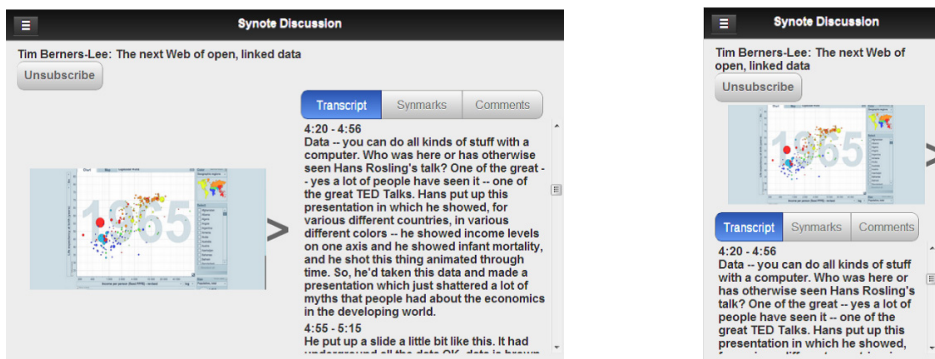 Synote Discussion
Tim Berners-Lee: The next Web of open, linked data
Unsubscribe
Transcript Synmarks Comments
4:20 - 4:56
Data -- you can do all kinds of stuff with a
computer. Who was here or has otherwise
seen Hans Rosling's talk? One of the great -
- yes a lot of people have seen it -- one of
the great TED Talks. Hans put up this
presentation in which he showed, for
various different countries, in various
different colors -- he showed income levels
on one axis and he showed infant mortality,
and he shot this thing animated through
time. So, he'd taken this data and made a
presentation which just shattered a lot of
myths that people had about the economics
in the developing world.
4:55 - 5:15
He put up a slide a little bit like this. It had
underground all the data OK, data is brown
1965
>
Synote Discussion
Tim Berners-Lee: The next Web of
open, linked data
Unsubscribe
1965
>
Transcript Synmarks Comments
4:20 - 4:56
Data -- you can do all kinds of stuff
with a computer. Who was here or
has otherwise seen Hans Rosling's
talk? One of the great -- yes a lot of
people have seen it -- one of the
great TED Talks. Hans put up this
presentation in which he showed,